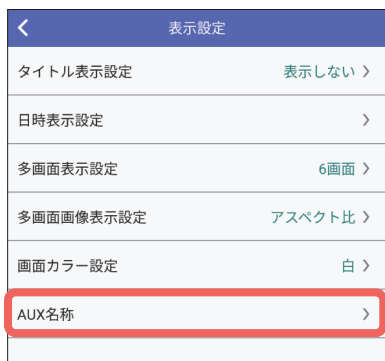 表示設定
タイトル表示設定 表示しない
日時表示設定
多画面表示設定 6画面
多画面画像表示設定 アスペクト比
画面カラー設定 白
AUX名称